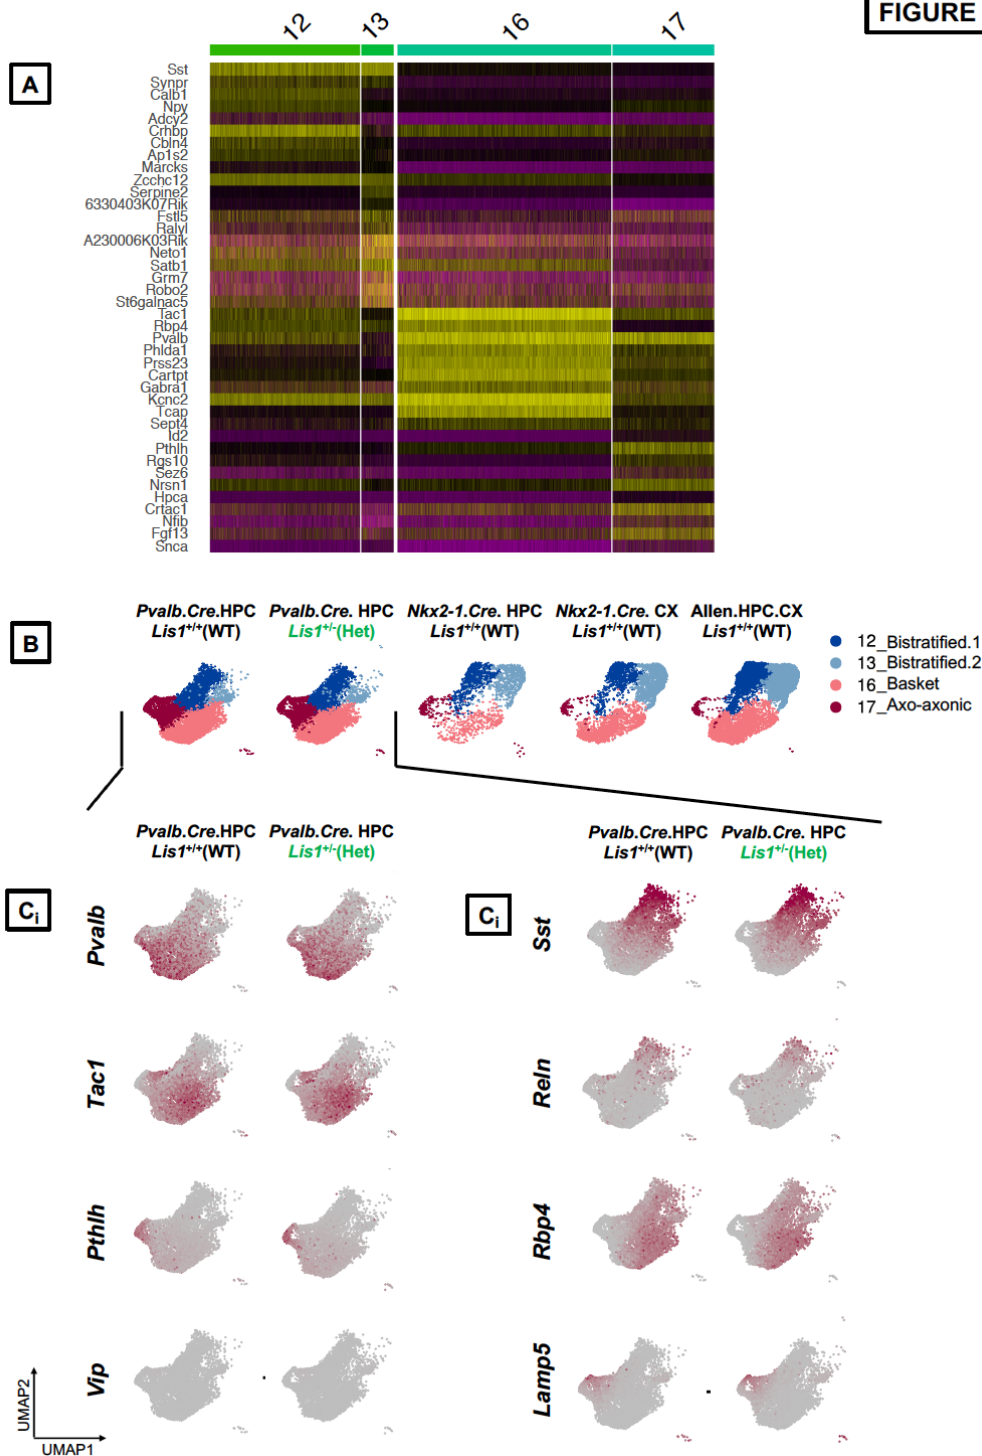 FIGURE
12 13 16 17
A
Sst
Synpr
Calb1
Npy
Adcy2
Crhbp
Cbln4
Ap1s2
Marcks
Zcchc12
Serpine2
6330403K07Rik
Fstl5
Ralyl
A230006K03Rik
Neto1
Satb1
Grm7
Robo2
St6galnac5
Tac1
Rbp4
Pvalb
Phlda1
Prss23
Cartpt
Gabra1
Kcnc2
Tcap
Sept4
Id2
Pthlh
Rgs10
Sez6
Nrsn1
Hpca
Crtac1
Nfib
Fgf13
Snca
B
Pvalb.Cre.HPC Pvalb.Cre. HPC Nkx2-1.Cre. HPC Nkx2-1.Cre. CX Allen.HPC.CX
Lis1+/+(WT) Lis1+/-(Het) Lis1+/+(WT) Lis1+/+(WT) Lis1+/+(WT)
12_Bistratified.1
13_Bistratified.2
16_Basket
17_Axo-axonic
Pvalb.Cre.HPC Pvalb.Cre. HPC Pvalb.Cre.HPC Pvalb.Cre. HPC
Lis1+/+(WT) Lis1+/-(Het) Lis1+/+(WT) Lis1+/-(Het)
Ci Ci
Pvalb Sst
Tac1 Reln
Pthlh Rbp4
Vip Lamp5
UMAP2
UMAP1